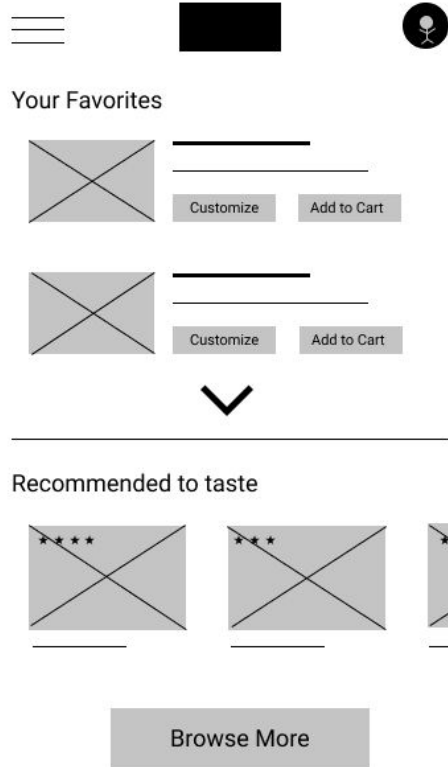 Your Favorites
Customize Add to Cart
Customize Add to Cart
Recommended to taste
Browse More